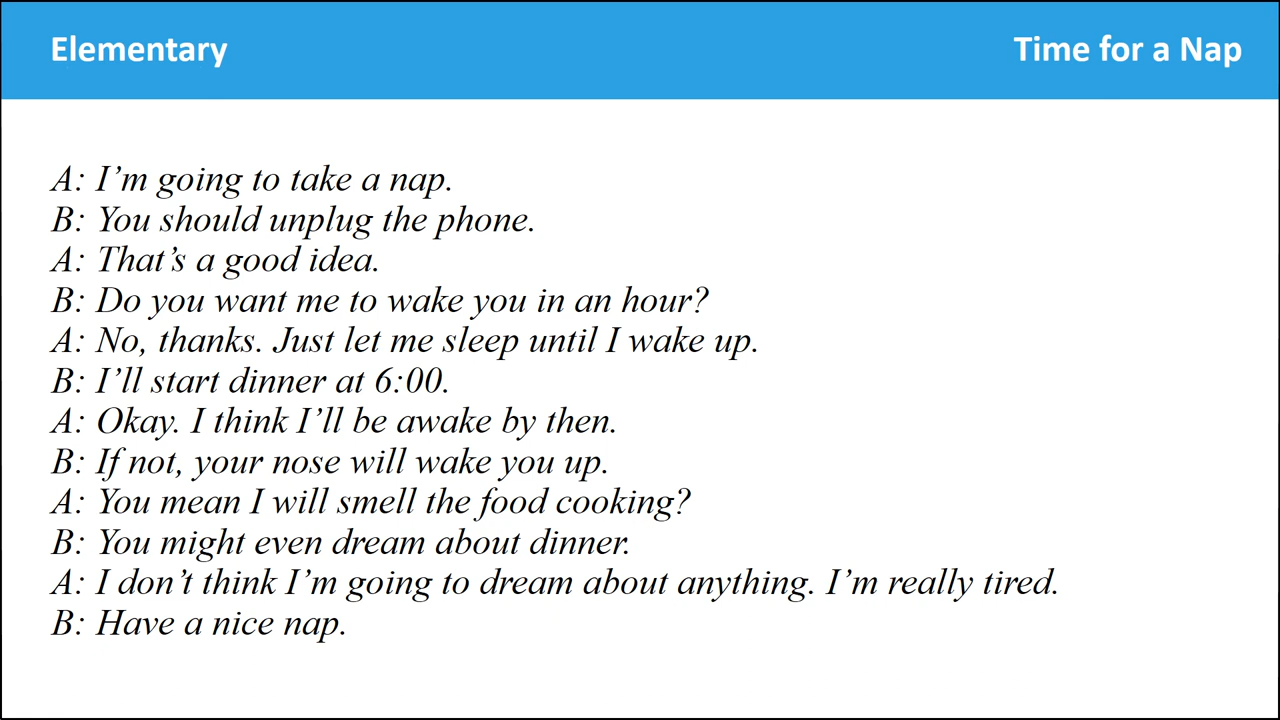 Elementary
Time for a Nap
A: I’m going to take a nap.
B: You should unplug the phone.
A: That’s a good idea.
B: Do you want me to wake you in an hour?
A: No, thanks. Just let me sleep until I wake up.
B: I’ll start dinner at 6:00.
A: Okay. I think I’ll be awake by then.
B: If not, your nose will wake you up.
A: You mean I will smell the food cooking?
B: You might even dream about dinner.
A: I don’t think I’m going to dream about anything. I’m really tired.
B: Have a nice nap.